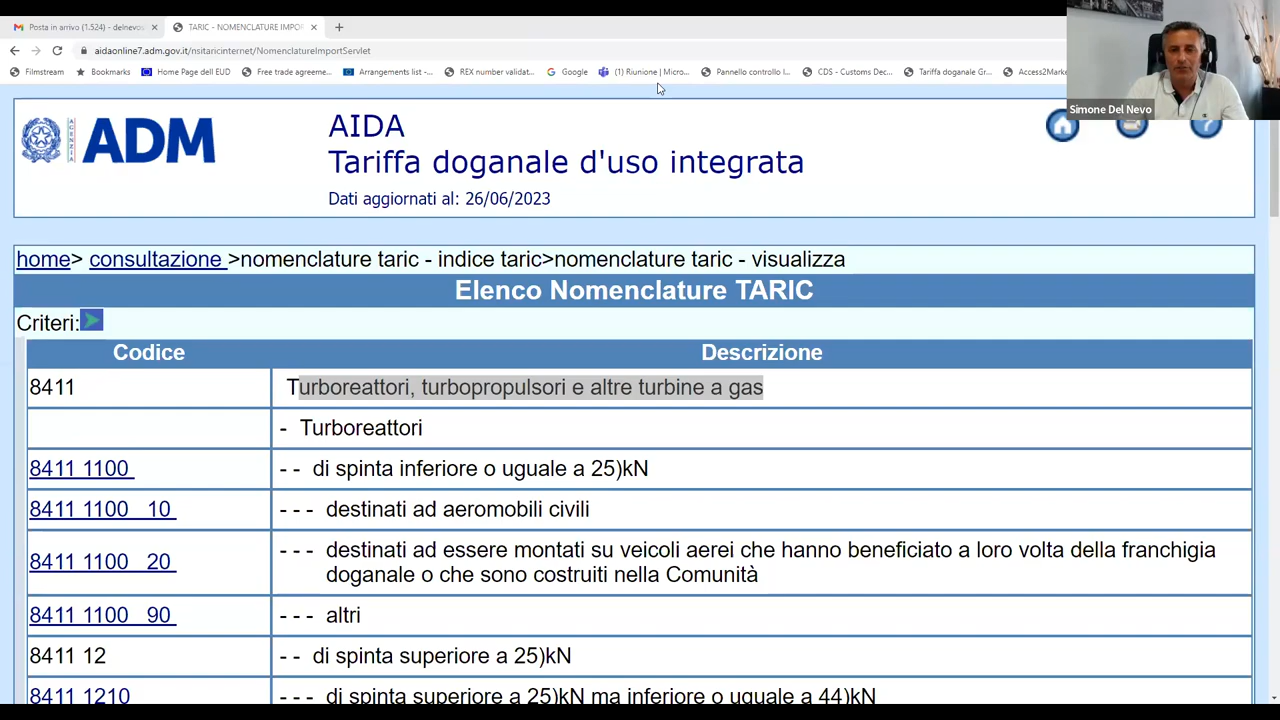 Posta in arrivo (1.524) - delnevo
TARIC - NOMENCLATURE IMPOR
aidaonline7.adm.gov.it/nsitaricinternet/NomenclatureImportServlet
Filmstream
Bookmarks
Home Page dell EUD
Free trade agreeme...
Arrangements list -...
REX number validat...
Google
(1) Riunione | Micro...
Pannello controllo I...
CDS - Customs Dec...
Tariffa doganale Gr...
Access2Mark
Simone Del Nevo
ADM
AIDA
Tariffa doganale d'uso integrata
Dati aggiornati al: 26/06/2023
home> consultazione >nomenclature taric - indice taric>nomenclature taric - visualizza
Elenco Nomenclature TARIC
Criteri:
Codice Descrizione
8411 Turboreattori, turbopropulsori e altre turbine a gas
- Turboreattori
8411 1100 - - di spinta inferiore o uguale a 25)kN
8411 1100 10 - - - destinati ad aeromobili civili
8411 1100 20 - - - destinati ad essere montati su veicoli aerei che hanno beneficiato a loro volta della franchigia
doganale o che sono costruiti nella Comunità
8411 1100 90 - - - altri
8411 12 - - di spinta superiore a 25)kN
8411 1210 - - - di spinta superiore a 25)kN ma inferiore o uguale a 44)kN